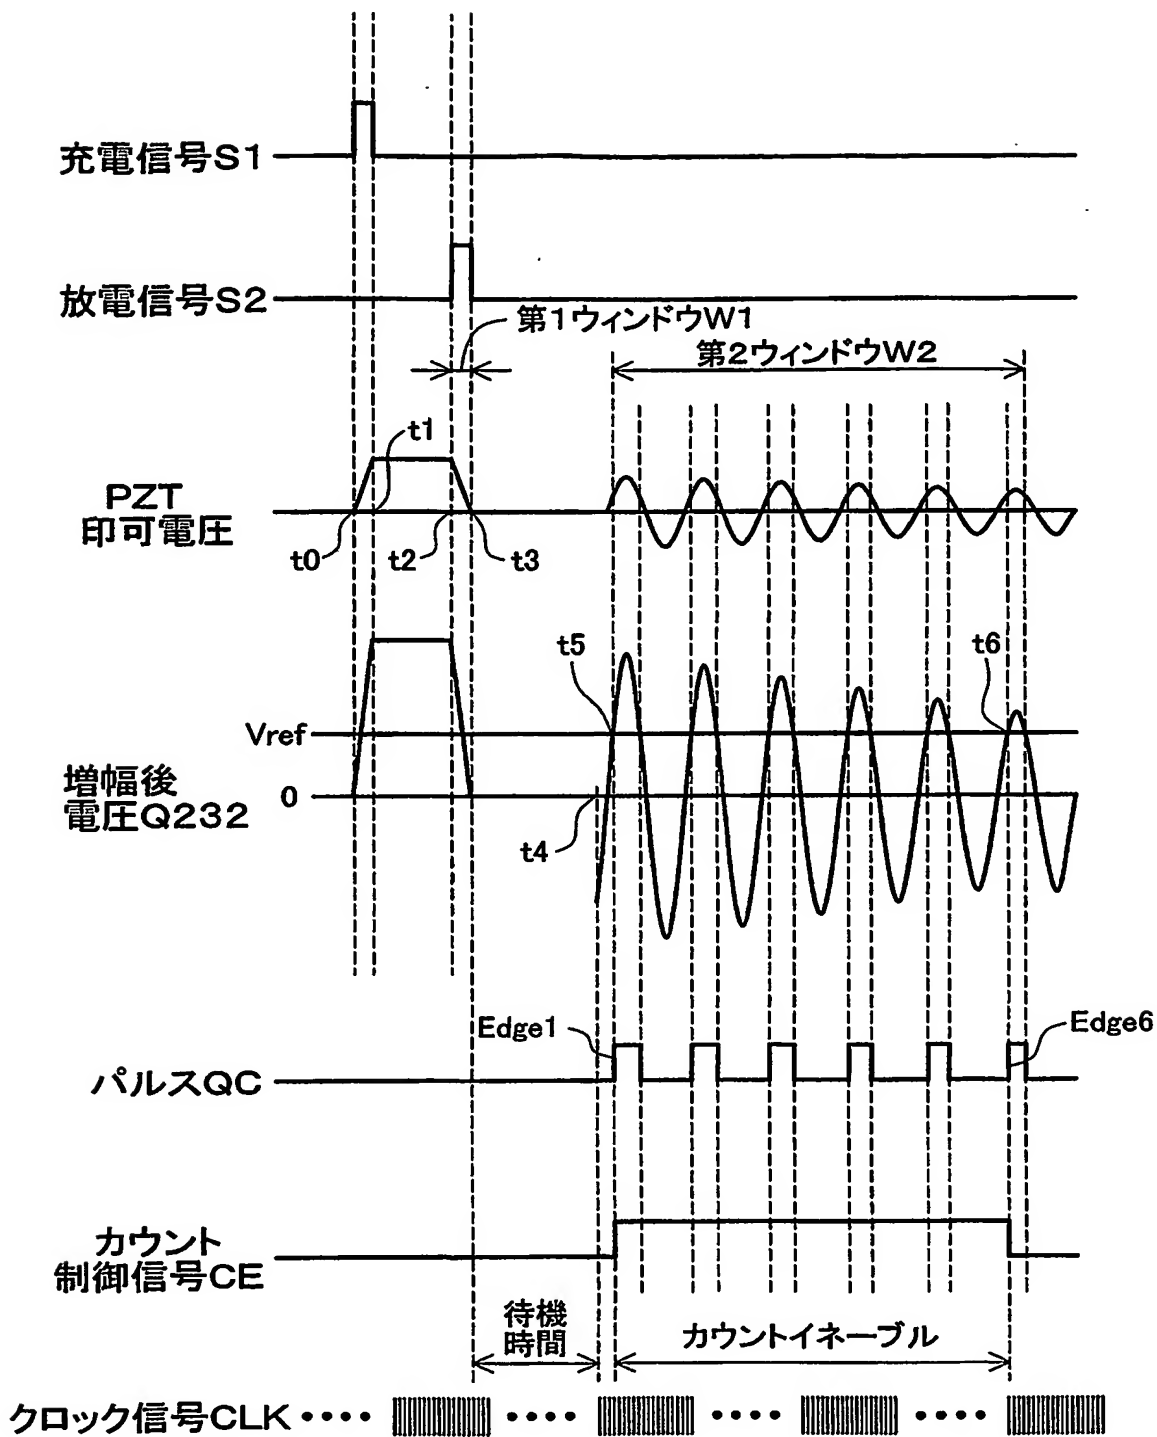 充電信号S1
放電信号S2
第1ウィンドウW1
第2ウィンドウW2
t1
PZT
印可電圧
t0
t2
t3
t5
t6
Vref
増幅後
電圧Q232
0
t4
Edge1
Edge6
パルスQC
カウント
制御信号CE
待機
時間
カウントイネーブル
クロック信号CLK